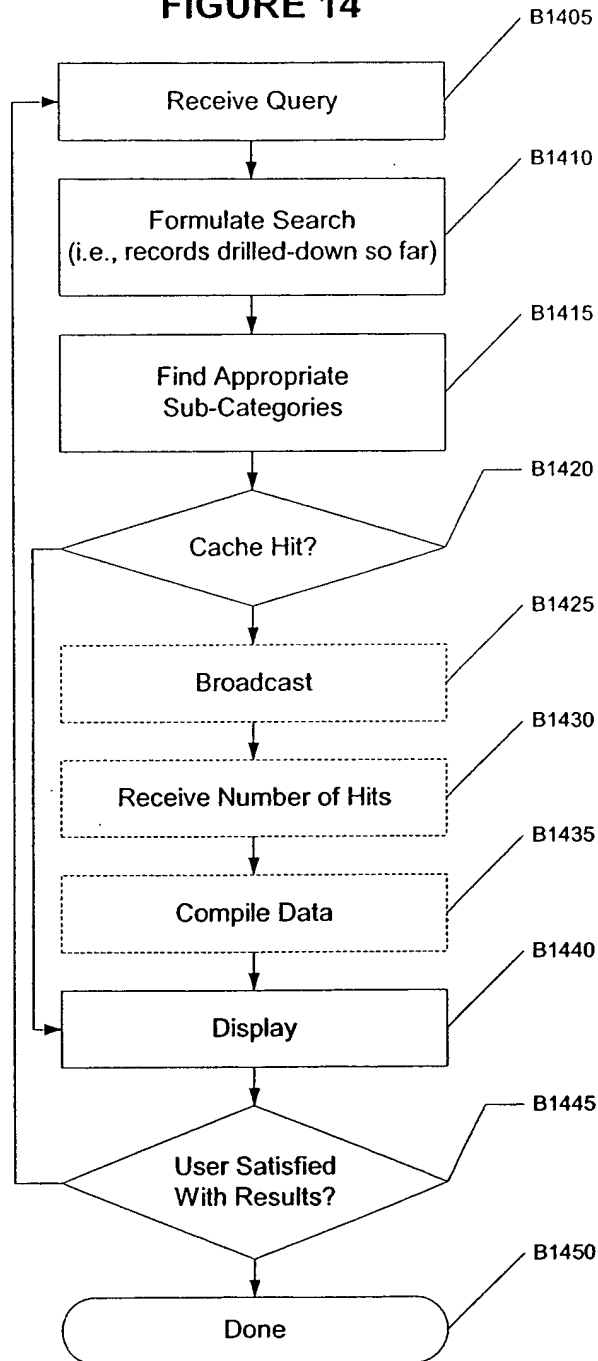 FIGURE 14
B1405
Receive Query
B1410
Formulate Search
(i.e., records drilled-down so far)
B1415
Find Appropriate
Sub-Categories
B1420
Cache Hit?
B1425
Broadcast
B1430
Receive Number of Hits
B1435
Compile Data
B1440
Display
B1445
User Satisfied
With Results?
B1450
Done